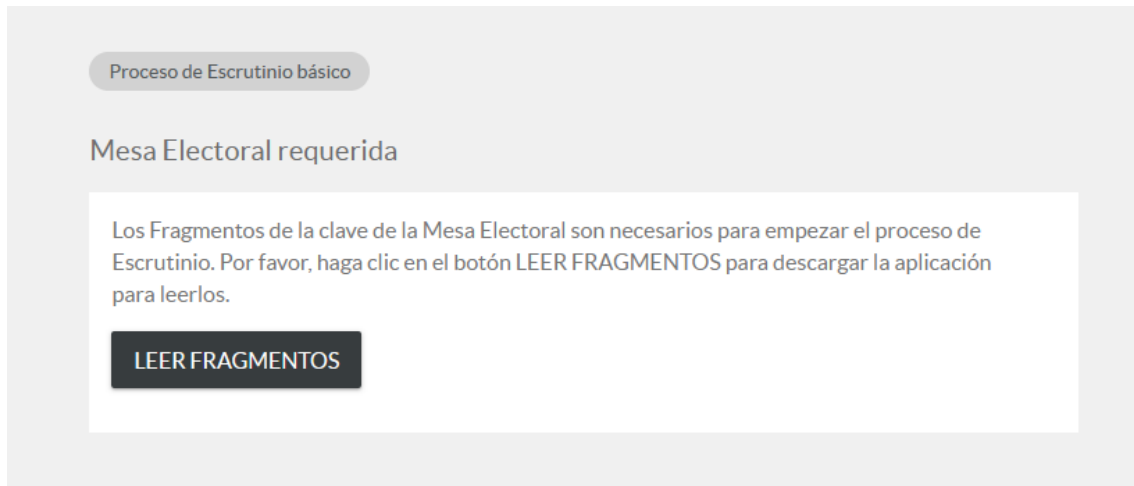 Proceso de Escrutinio básico
Mesa Electoral requerida
Los Fragmentos de la clave de la Mesa Electoral son necesarios para empezar el proceso de
Escrutinio. Por favor, haga clic en el botón LEER FRAGMENTOS para descargar la aplicación
para leerlos.
LEER FRAGMENTOS